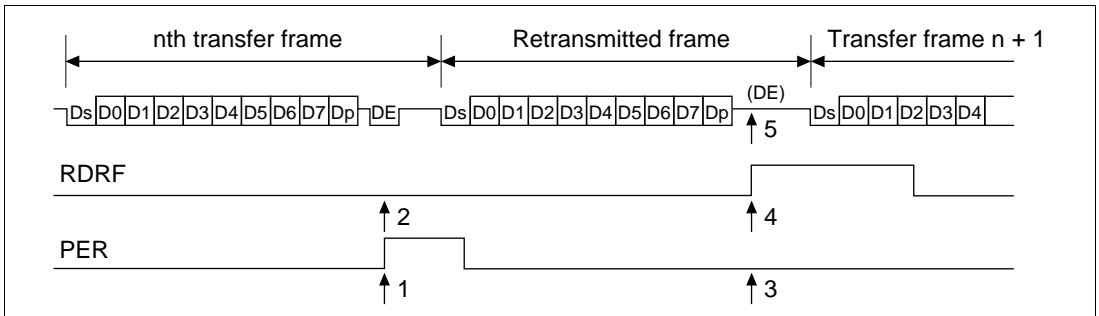 nth transfer frame Retransmitted frame Transfer frame n + 1
Ds D0 D1 D2 D3 D4 D5 D6 D7 Dp DE Ds D0 D1 D2 D3 D4 D5 D6 D7 Dp (DE) Ds D0 D1 D2 D3 D4
5
RDRF
2 4
PER
1 3